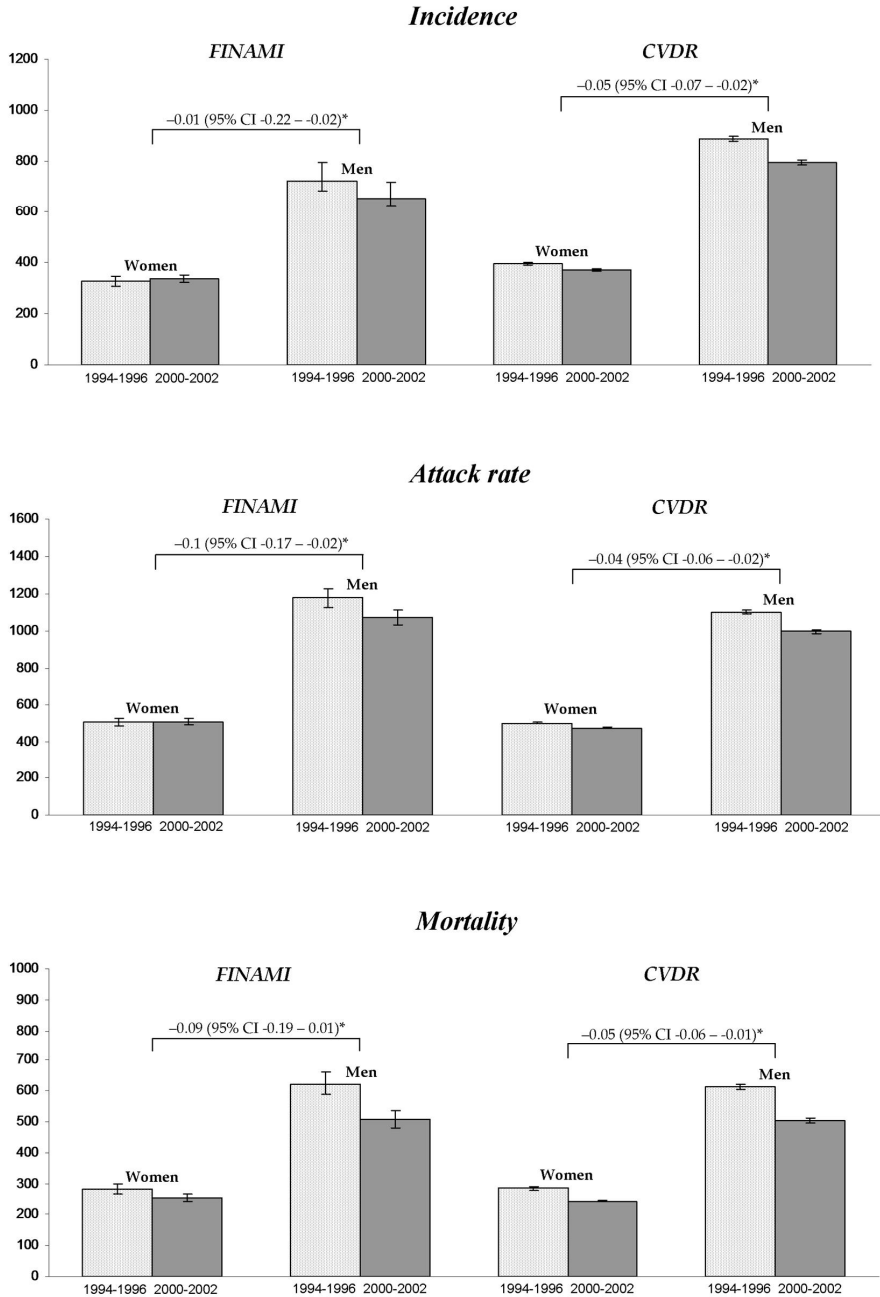 Incidence
FINAMI CVDR
1200
1000
800
600
400
200
0
–0.01 (95% CI -0.22 – -0.02)*
–0.05 (95% CI -0.07 – -0.02)*
Women
Men
Women
Men
1994-1996 2000-2002 1994-1996 2000-2002 1994-1996 2000-2002 1994-1996 2000-2002
Attack rate
FINAMI CVDR
1600
1400
1200
1000
800
600
400
200
0
–0.1 (95% CI -0.17 – -0.02)*
–0.04 (95% CI -0.06 – -0.02)*
Women
Men
Women
Men
1994-1996 2000-2002 1994-1996 2000-2002 1994-1996 2000-2002 1994-1996 2000-2002
Mortality
FINAMI CVDR
1000
900
800
700
600
500
400
300
200
100
0
–0.09 (95% CI -0.19 – 0.01)*
–0.05 (95% CI -0.06 – -0.01)*
Women
Men
Women
Men
1994-1996 2000-2002 1994-1996 2000-2002 1994-1996 2000-2002 1994-1996 2000-2002